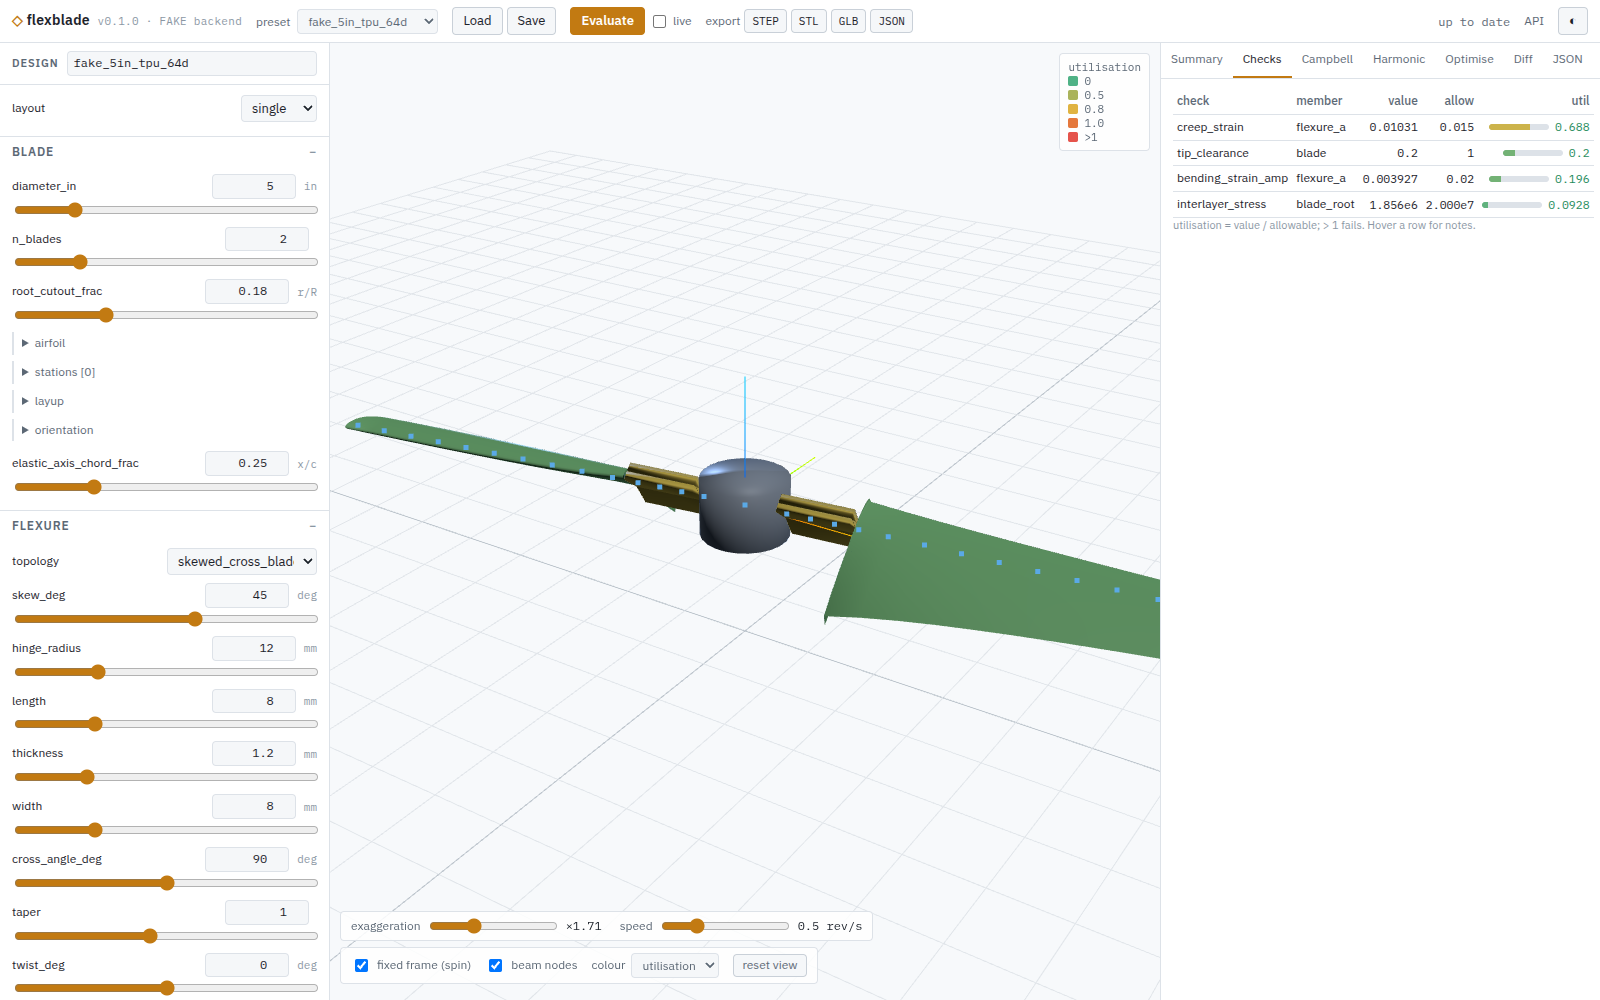 ◇ flexblade v0.1.0 · FAKE backend preset fake_5in_tpu_64d Load Save Evaluate live export STEP STL GLB JSON up to date API
DESIGN fake_5in_tpu_64d
layout single
BLADE −
diameter_in 5 in
n_blades 2
root_cutout_frac 0.18 r/R
▶ airfoil
▶ stations [0]
▶ layup
▶ orientation
elastic_axis_chord_frac 0.25 x/c
FLEXURE −
topology skewed_cross_blad
skew_deg 45 deg
hinge_radius 12 mm
length 8 mm
thickness 1.2 mm
width 8 mm
cross_angle_deg 90 deg
taper 1
twist_deg 0 deg
utilisation
0
0.5
0.8
1.0
>1
exaggeration ×1.71 speed 0.5 rev/s
fixed frame (spin) beam nodes colour utilisation reset view
Summary Checks Campbell Harmonic Optimise Diff JSON
check member value allow util
creep_strain flexure_a 0.01031 0.015 0.688
tip_clearance blade 0.2 1 0.2
bending_strain_amp flexure_a 0.003927 0.02 0.196
interlayer_stress blade_root 1.856e6 2.000e7 0.0928
utilisation = value / allowable; > 1 fails. Hover a row for notes.